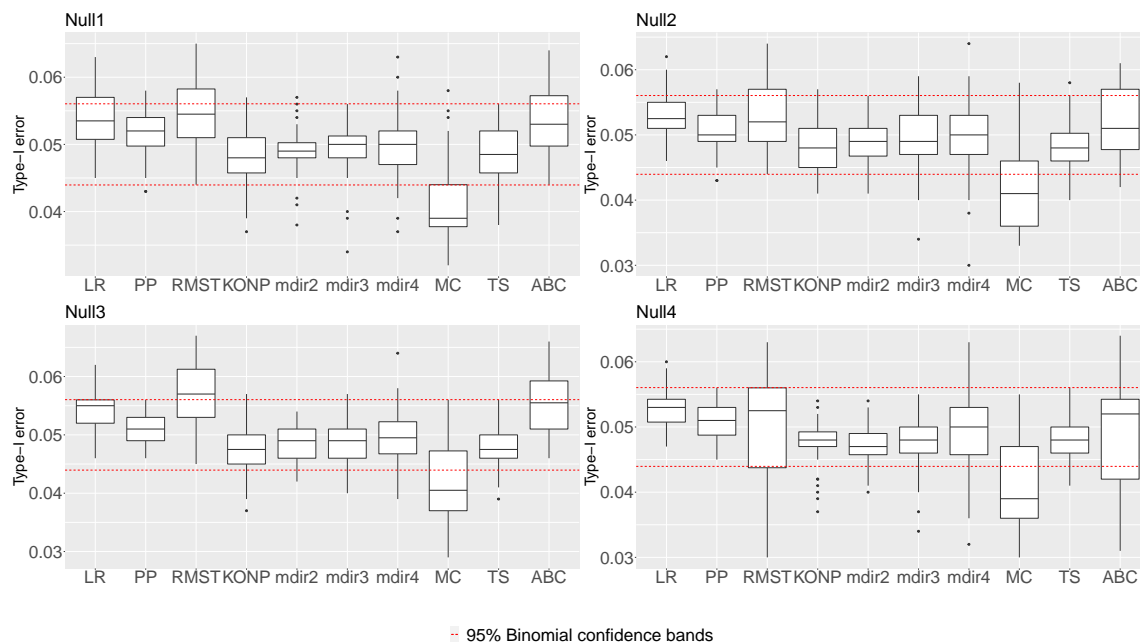 Null1
Null2
0.06
0.05
0.04
Type−I error
LR PP RMST KONP mdir2 mdir3 mdir4 MC TS ABC
0.06
0.05
0.04
0.03
Type−I error
LR PP RMST KONP mdir2 mdir3 mdir4 MC TS ABC
Null3
Null4
0.06
0.05
0.04
0.03
Type−I error
LR PP RMST KONP mdir2 mdir3 mdir4 MC TS ABC
0.06
0.05
0.04
0.03
Type−I error
LR PP RMST KONP mdir2 mdir3 mdir4 MC TS ABC
95% Binomial confidence bands